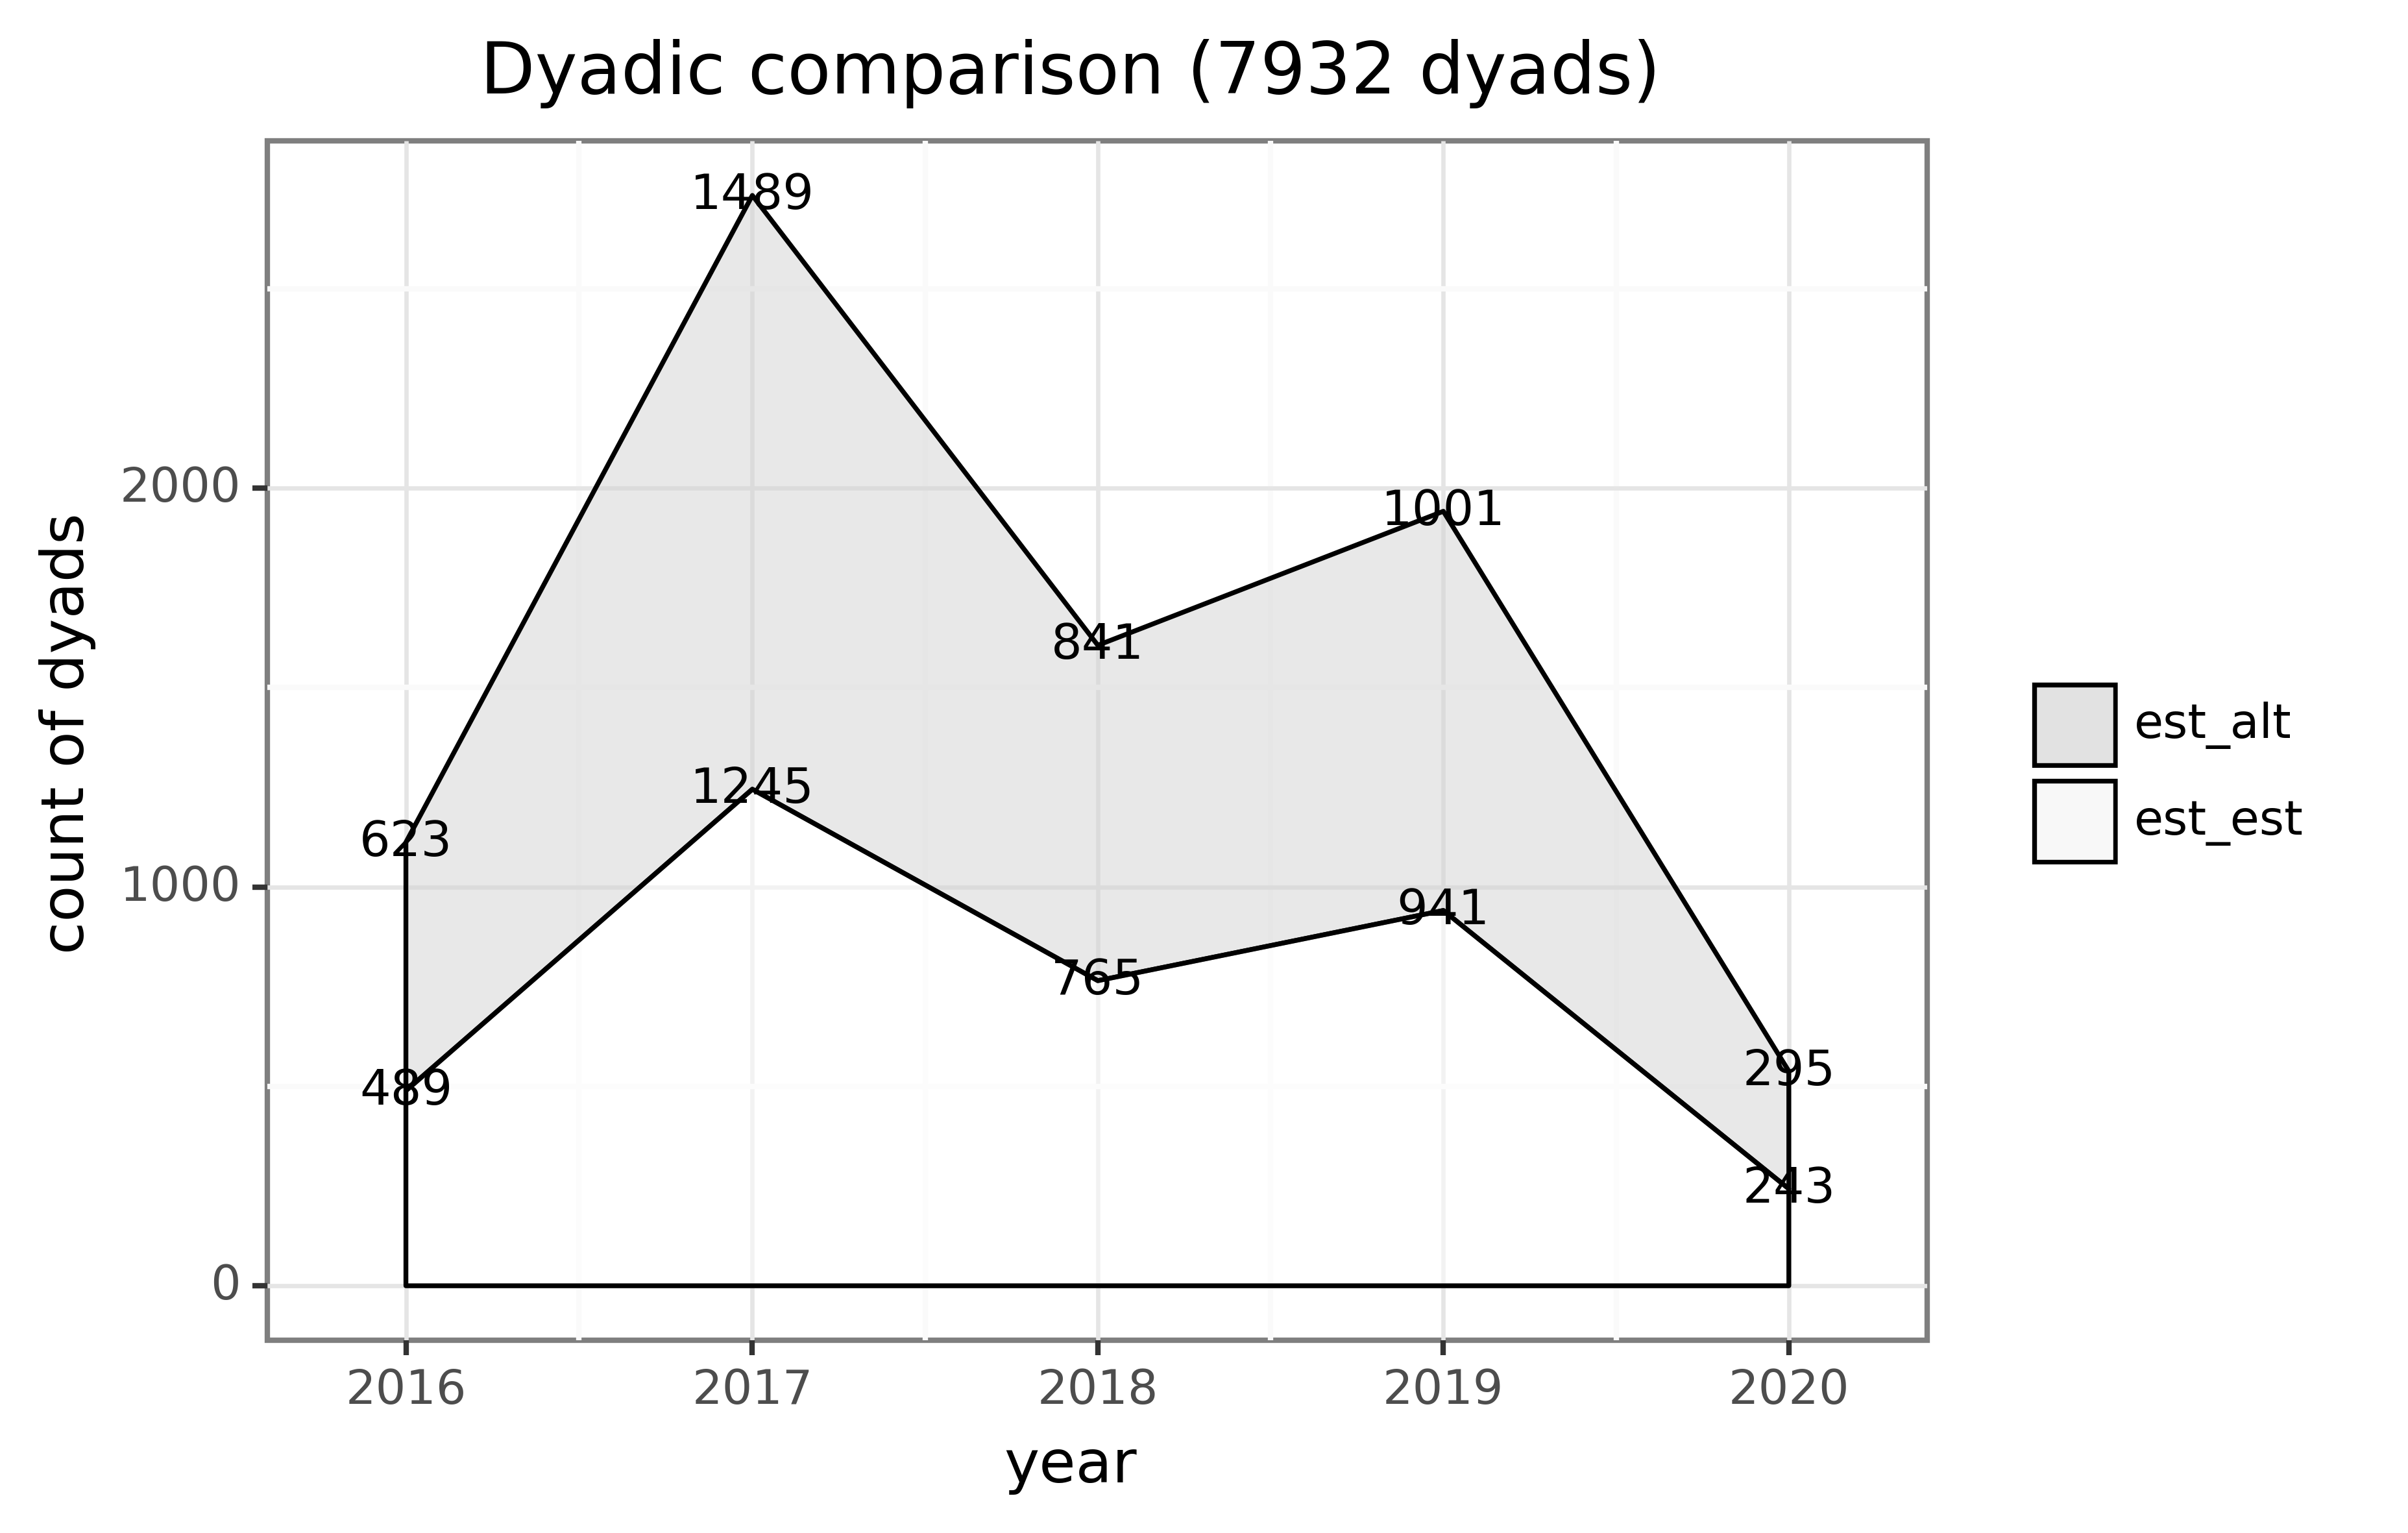 Dyadic comparison (7932 dyads)
1489
2000
1001
841
1245
623
1000
941
765
489
295
243
0
count of dyads
2016 2017 2018 2019 2020
year
est_alt
est_est